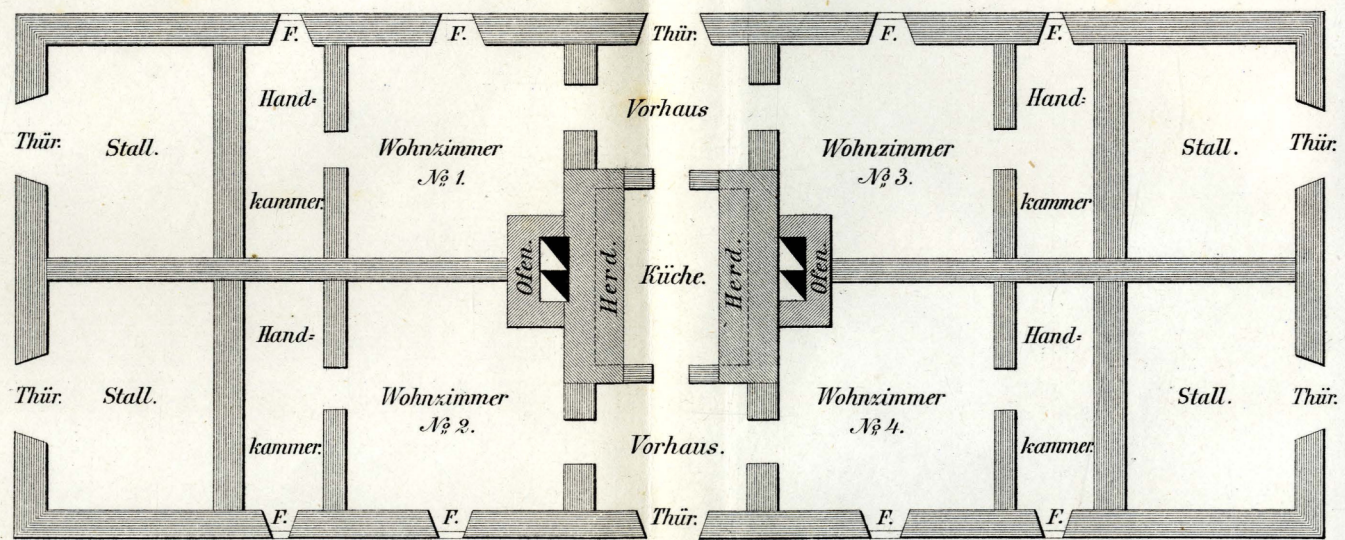 F. F. Thür. F. F.
Hand= Vorhaus Hand=
Thür. Stall. Wohnzimmer Wohnzimmer Stall. Thür.
No 1. No 3.
kammer. kammer
Ofen. Herd. Küche. Herd. Ofen.
Hand= Hand=
Thür. Stall. Wohnzimmer Wohnzimmer Stall. Thür.
No 2. No 4.
kammer. Vorhaus. kammer.
F. F. Thür. F. F.